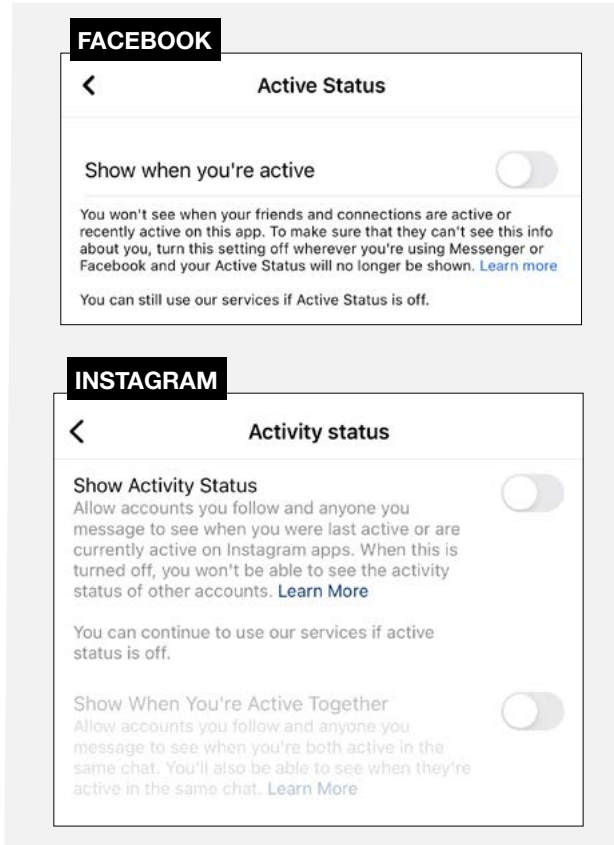 FACEBOOK
Active Status
Show when you're active
You won't see when your friends and connections are active or
recently active on this app. To make sure that they can't see this info
about you, turn this setting off wherever you're using Messenger or
Facebook and your Active Status will no longer be shown. Learn more
You can still use our services if Active Status is off.
INSTAGRAM
Activity status
Show Activity Status
Allow accounts you follow and anyone you
message to see when you were last active or are
currently active on Instagram apps. When this is
turned off, you won't be able to see the activity
status of other accounts. Learn More
You can continue to use our services if active
status is off.
Show When You're Active Together
Allow accounts you follow and anyone you
message to see when you're both active in the
same chat. You'll also be able to see when they're
active in the same chat. Learn More